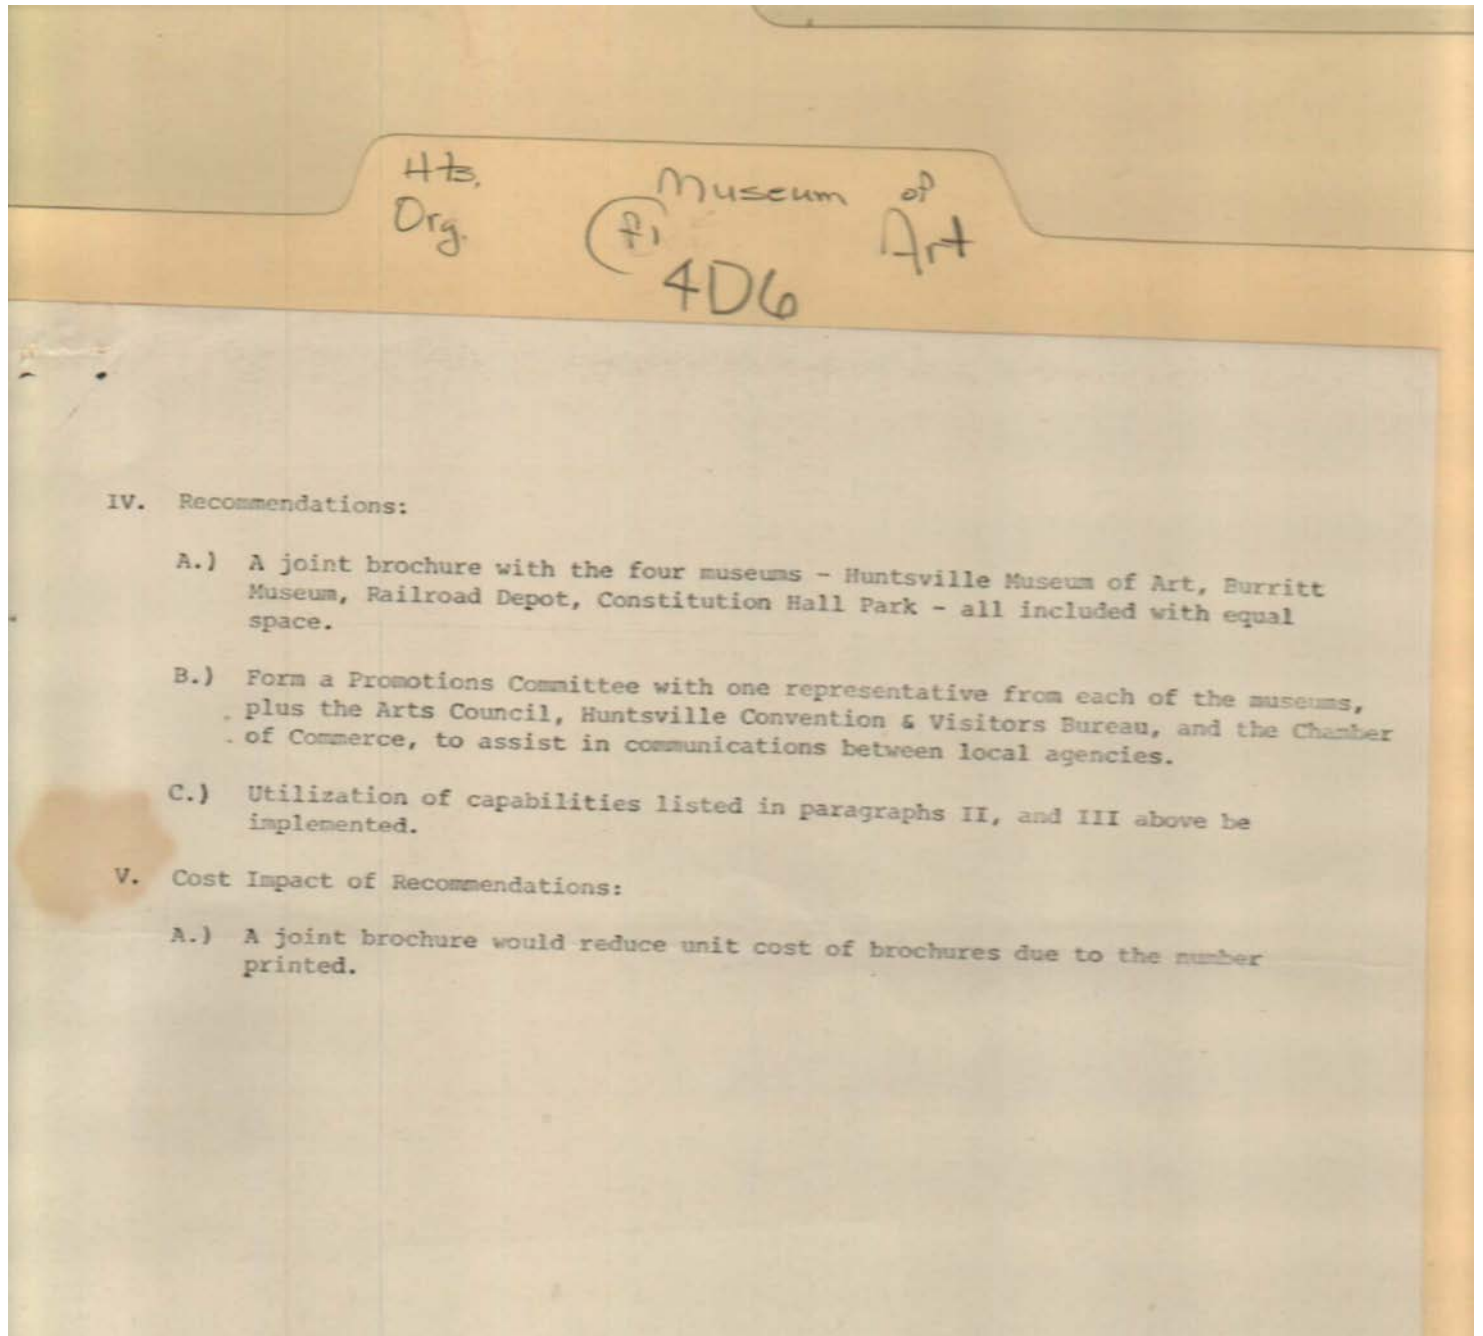 Hts.
Org.
Museum of
Art
4D6
IV. Recommendations:
A.) A joint brochure with the four museums - Huntsville Museum of Art, Burritt
Museum, Railroad Depot, Constitution Hall Park - all included with equal
space.
B.) Form a Promotions Committee with one representative from each of the museums,
plus the Arts Council, Huntsville Convention & Visitors Bureau, and the Chamber
of Commerce, to assist in communications between local agencies.
C.) Utilization of capabilities listed in paragraphs II, and III above be
implemented.
V. Cost Impact of Recommendations:
A.) A joint brochure would reduce unit cost of brochures due to the number
printed.